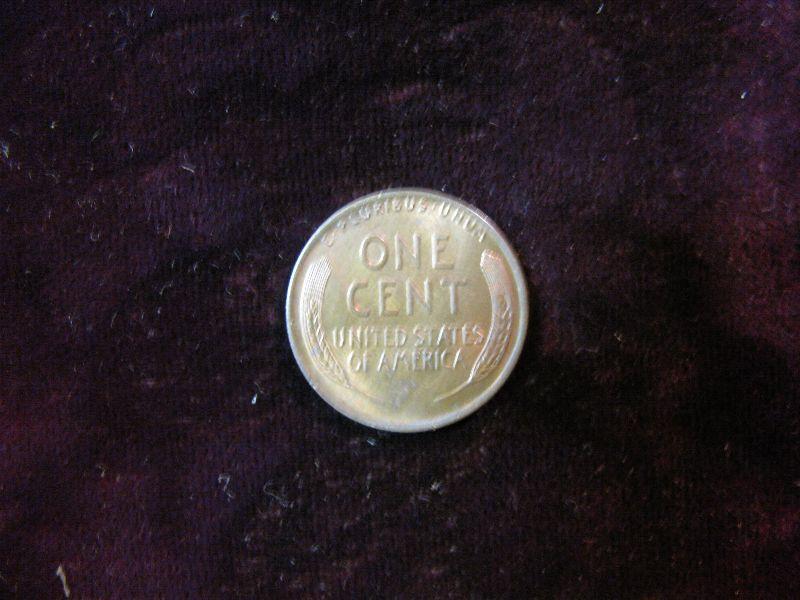 E·PLURIBUS·UNUM
ONE
CENT
UNITED STATES
OF AMERICA